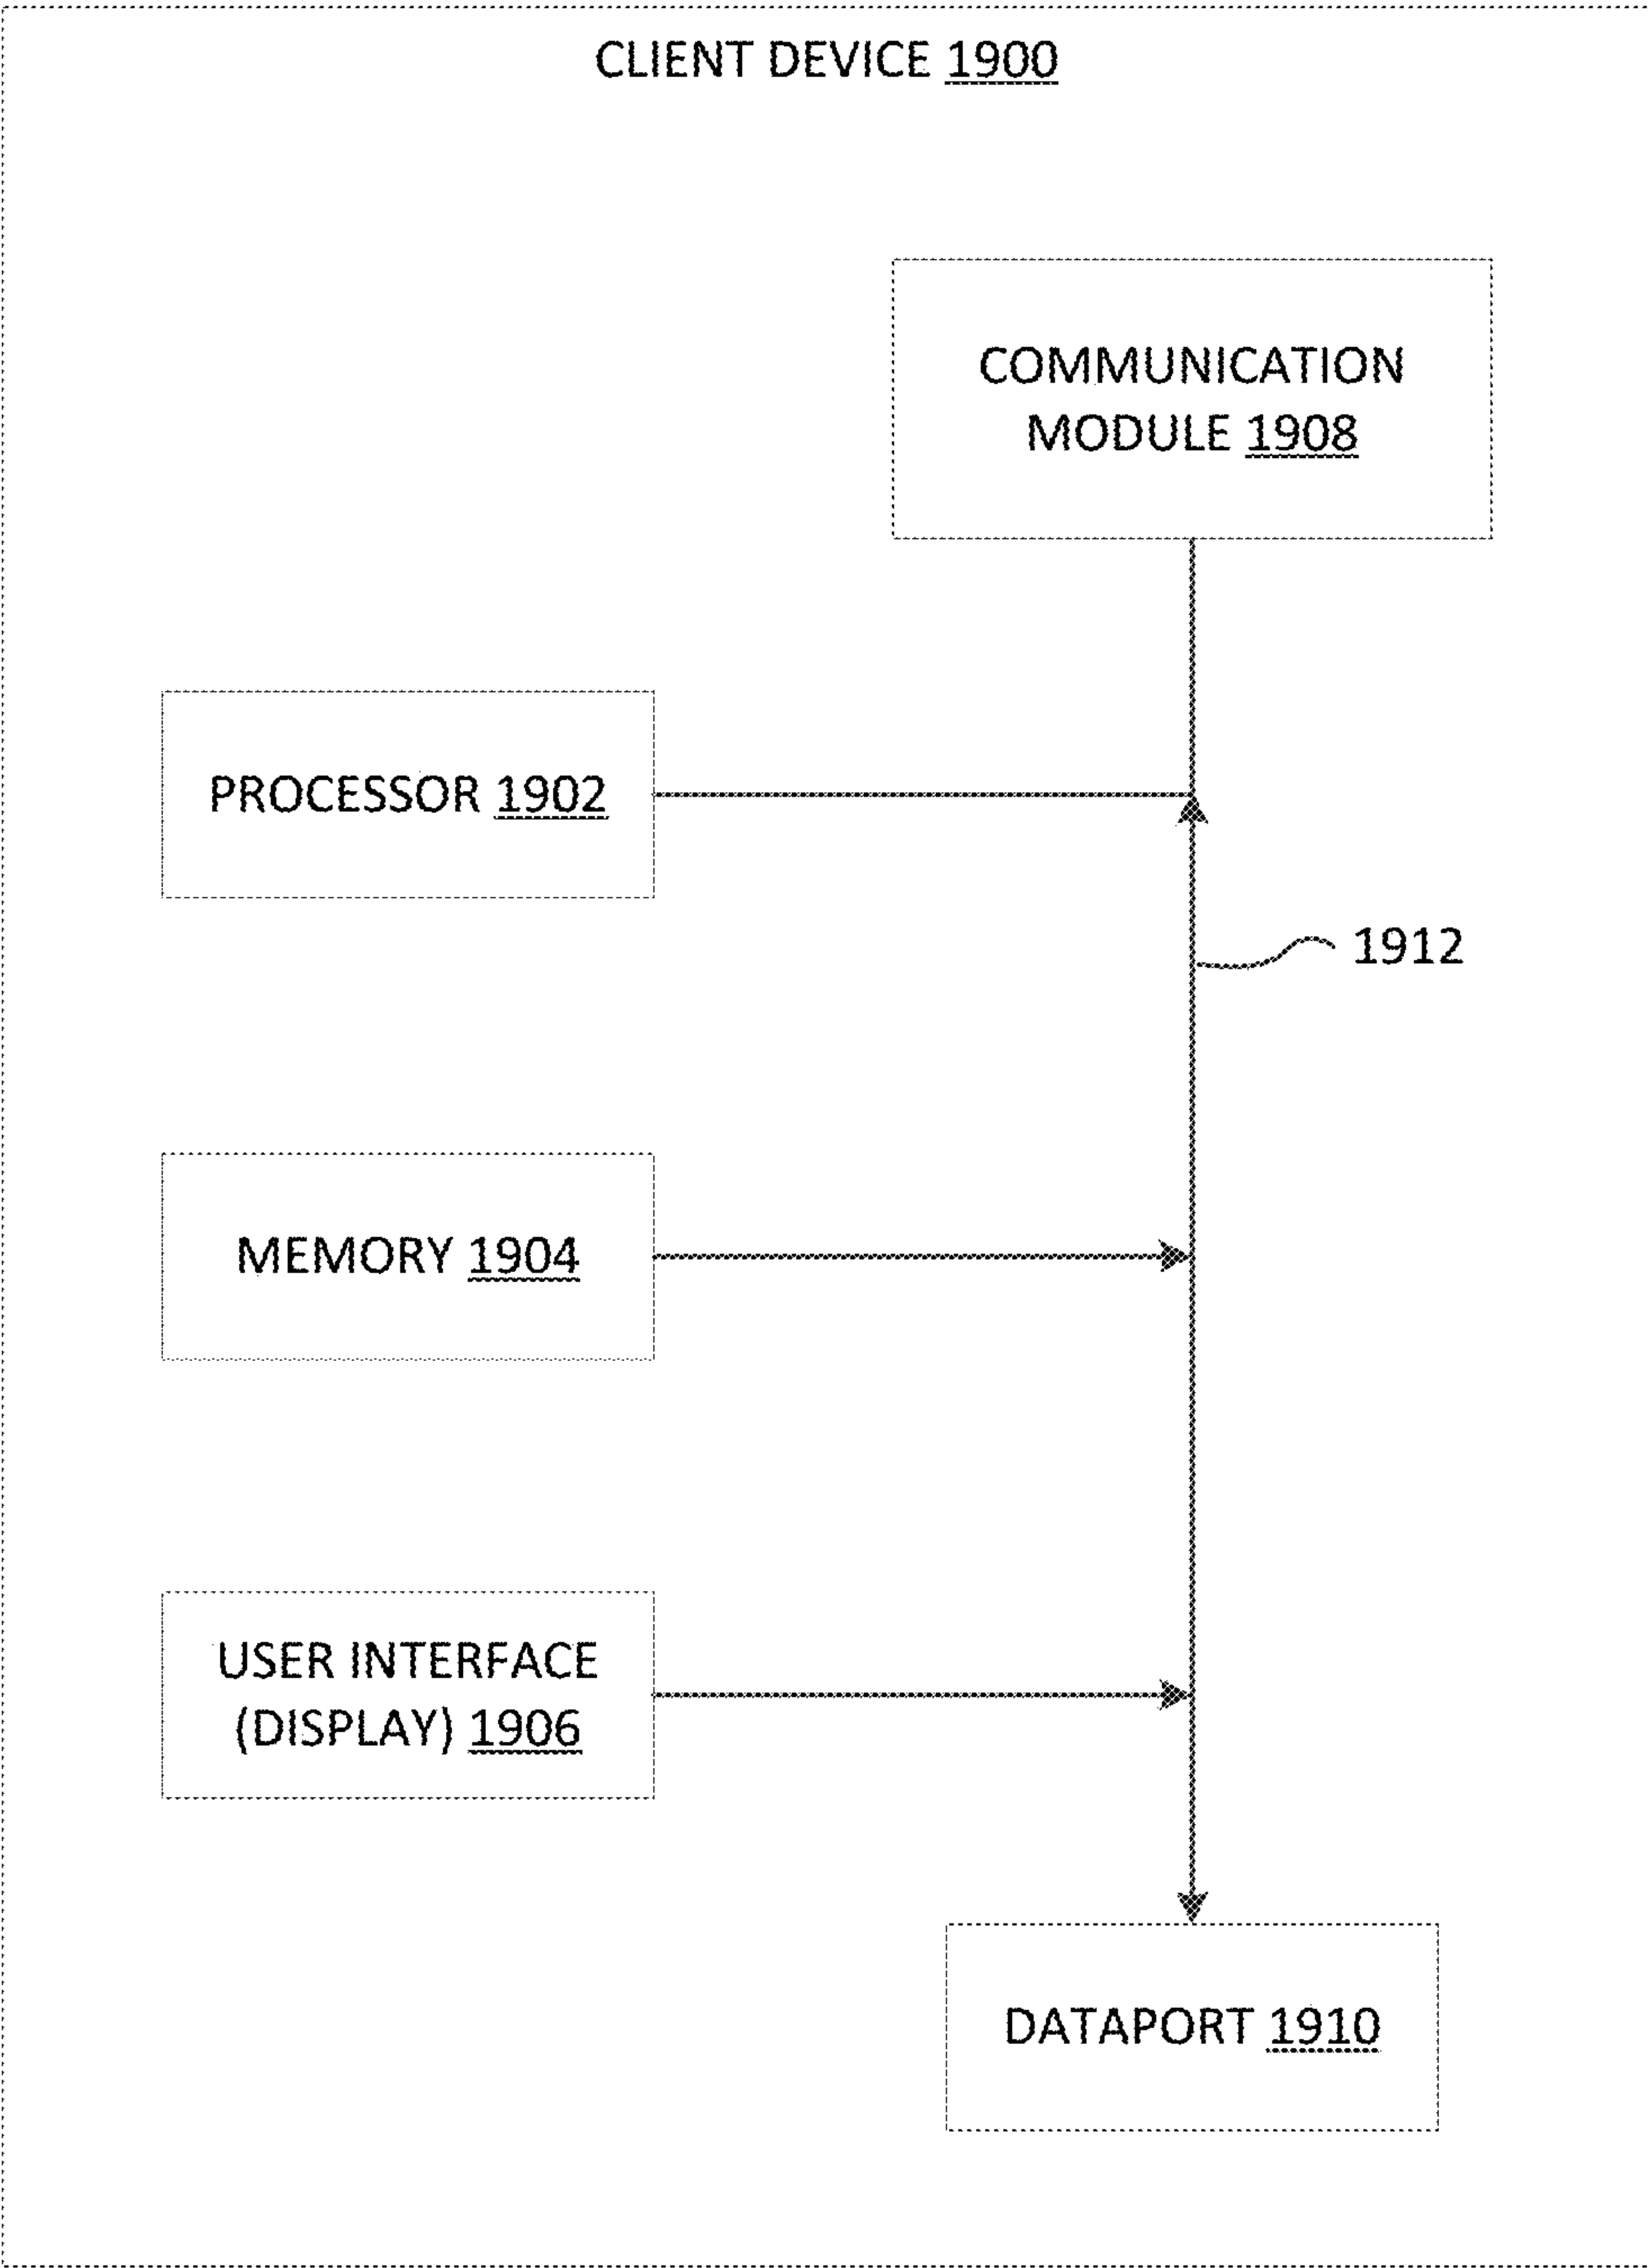 CLIENT DEVICE 1900
COMMUNICATION
MODULE 1908
PROCESSOR 1902
1912
MEMORY 1904
USER INTERFACE
(DISPLAY) 1906
DATAPORT 1910